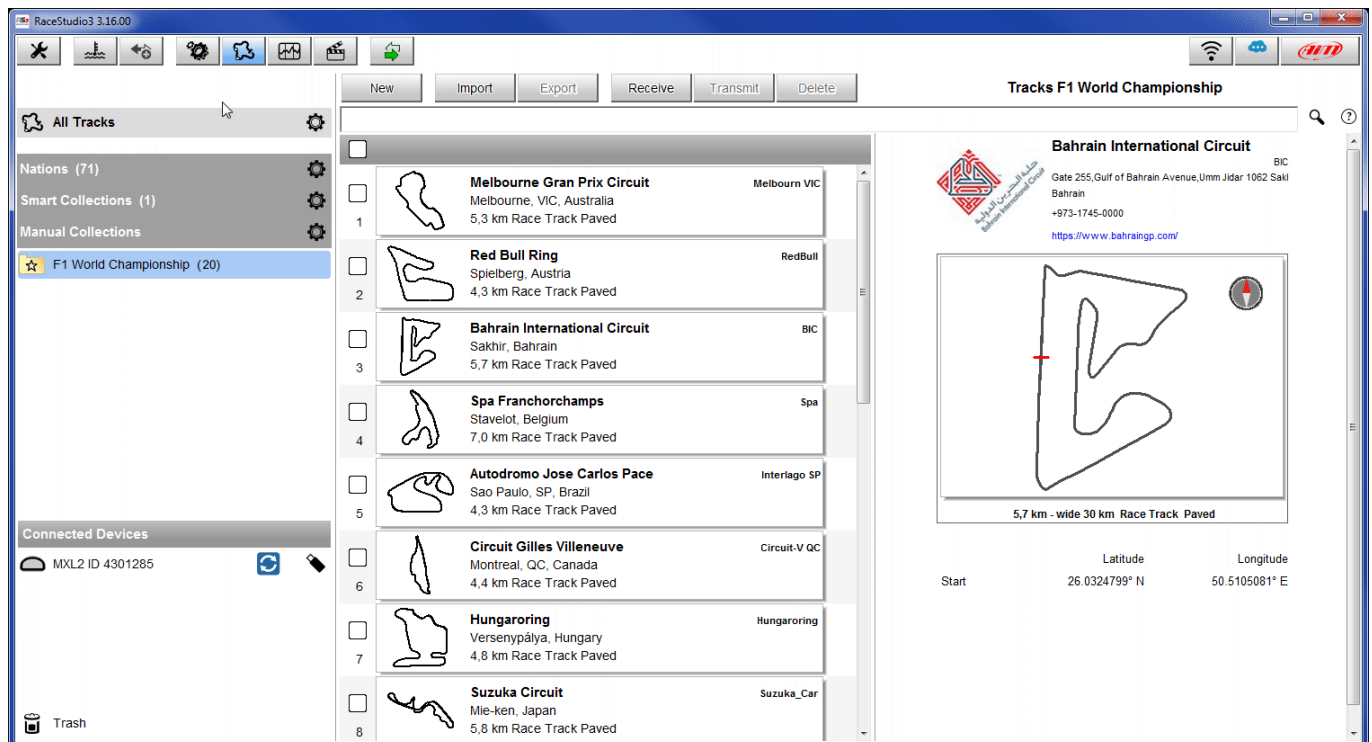 RaceStudio3 3.16.00
New Import Export Receive Transmit Delete
Tracks F1 World Championship
All Tracks
Nations (71)
Smart Collections (1)
Manual Collections
F1 World Championship (20)
Connected Devices
MXL2 ID 4301285
Trash
Melbourne Gran Prix Circuit
Melbourn VIC
Melbourne, VIC, Australia
5,3 km Race Track Paved
1
Red Bull Ring
RedBull
Spielberg, Austria
4,3 km Race Track Paved
2
Bahrain International Circuit
BIC
Sakhir, Bahrain
5,7 km Race Track Paved
3
Spa Franchorchamps
Spa
Stavelot, Belgium
7,0 km Race Track Paved
4
Autodromo Jose Carlos Pace
Interlago SP
Sao Paulo, SP, Brazil
4,3 km Race Track Paved
5
Circuit Gilles Villeneuve
Circuit-V QC
Montreal, QC, Canada
4,4 km Race Track Paved
6
Hungaroring
Hungaroring
Versenypálya, Hungary
4,8 km Race Track Paved
7
Suzuka Circuit
Suzuka_Car
Mie-ken, Japan
5,8 km Race Track Paved
8
Bahrain International Circuit
BIC
Gate 255,Gulf of Bahrain Avenue,Umm Jidar 1062 Sakl
Bahrain
+973-1745-0000
https://www.bahraingp.com/
Bahrain International Circuit
5,7 km - wide 30 km Race Track Paved
Latitude Longitude
Start 26.0324799° N 50.5105081° E